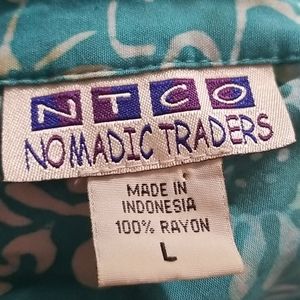 NTCO
NOMADIC TRADERS
MADE IN
INDONESIA
100% RAYON
L